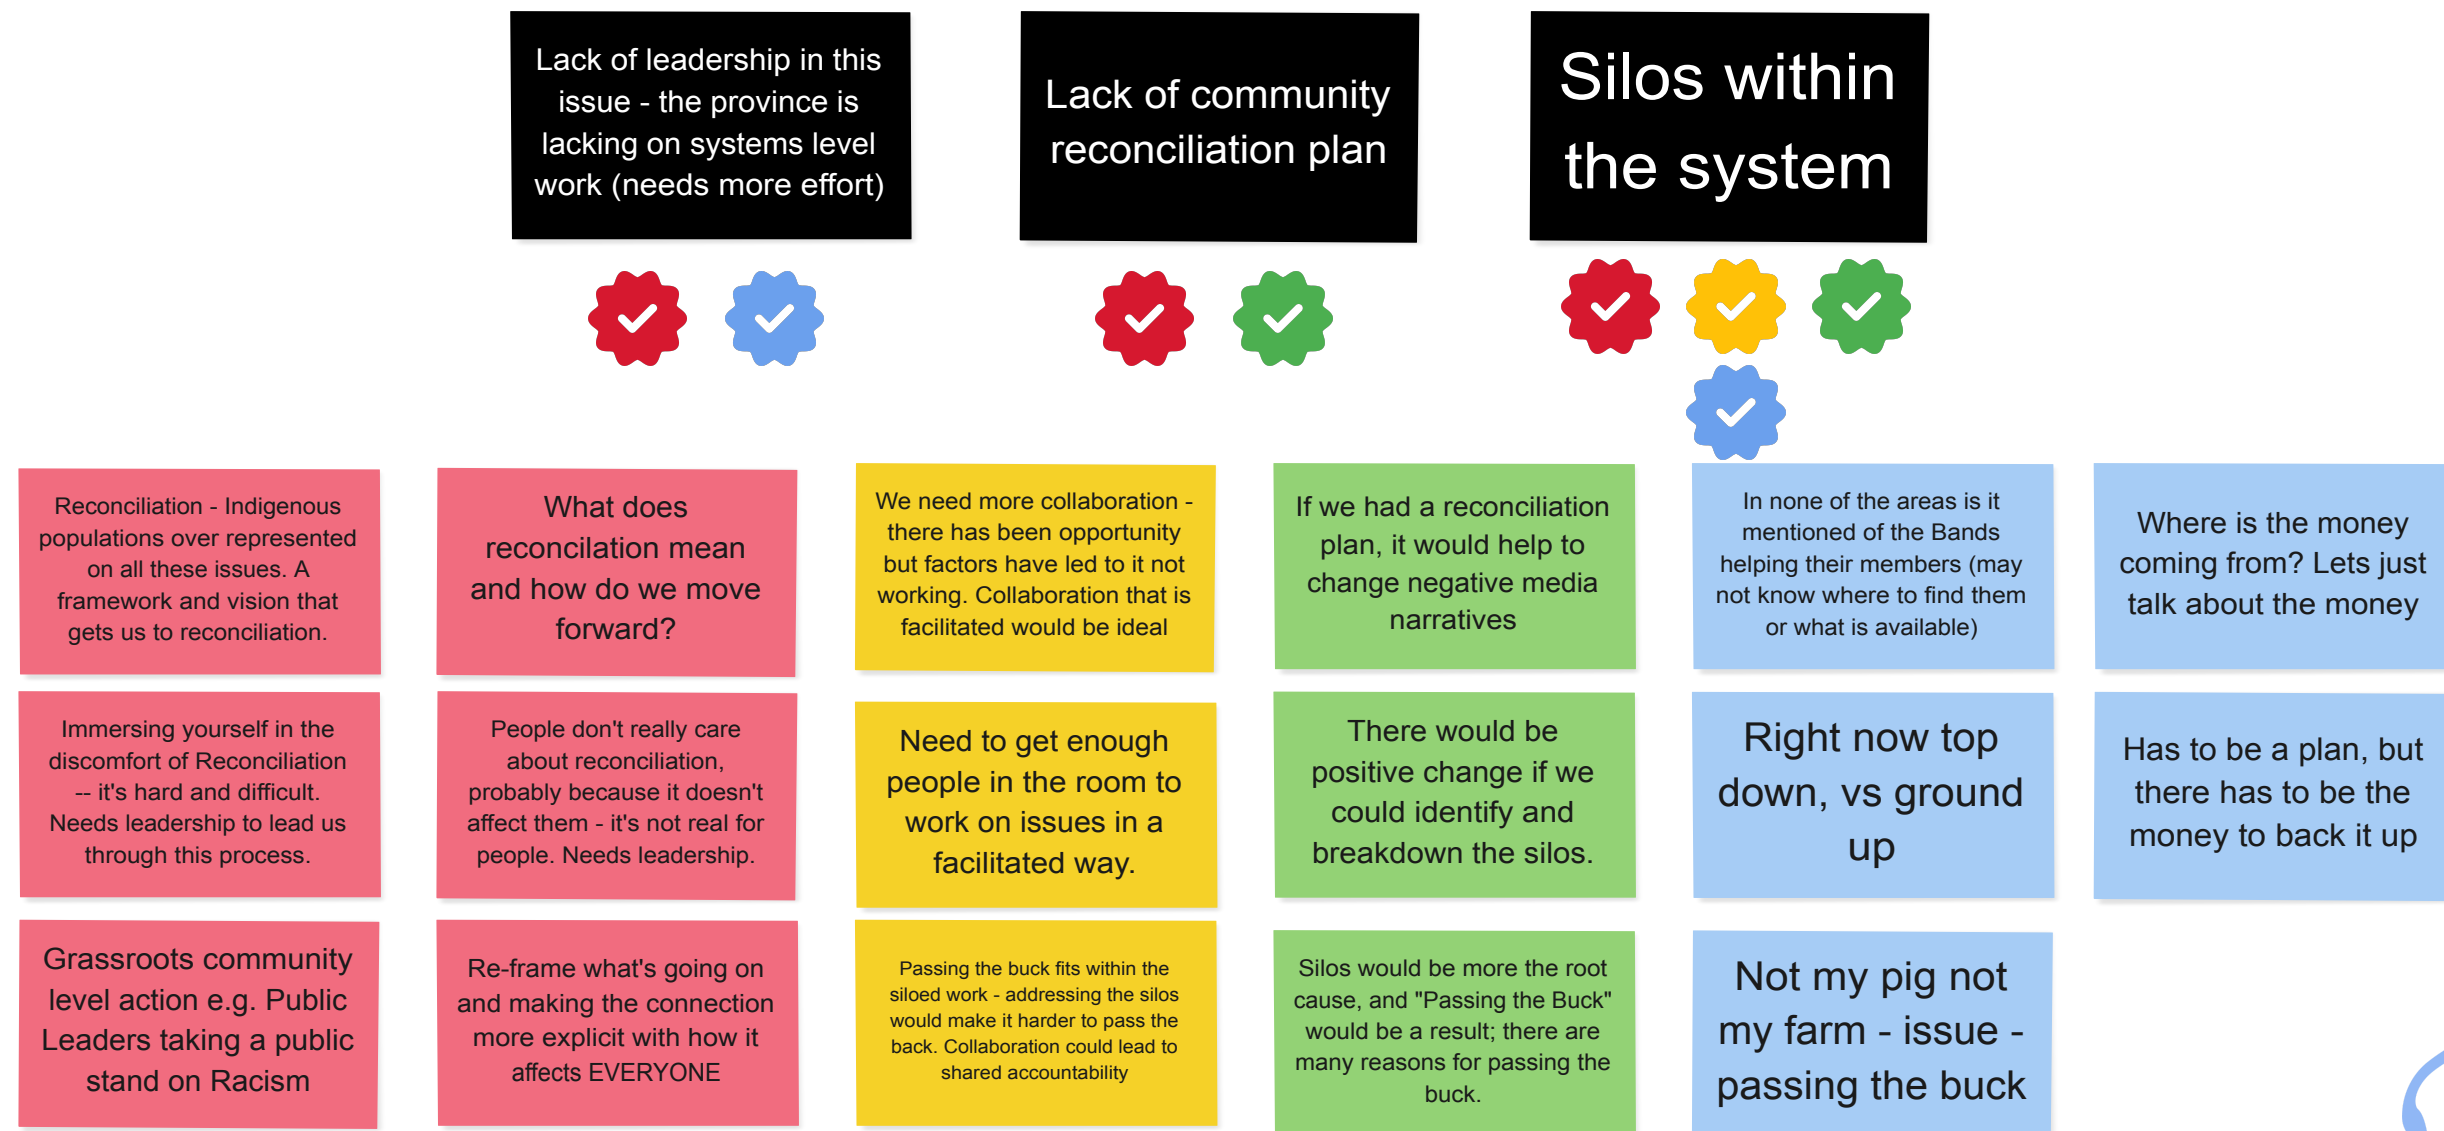 Lack of leadership in this
issue - the province is
lacking on systems level
work (needs more effort)
Lack of community
reconciliation plan
Silos within
the system
Reconciliation - Indigenous
populations over represented
on all these issues. A
framework and vision that
gets us to reconciliation.
What does
reconcilation mean
and how do we move
forward?
We need more collaboration -
there has been opportunity
but factors have led to it not
working. Collaboration that is
facilitated would be ideal
If we had a reconciliation
plan, it would help to
change negative media
narratives
In none of the areas is it
mentioned of the Bands
helping their members (may
not know where to find them
or what is available)
Where is the money
coming from? Lets just
talk about the money
Immersing yourself in the
discomfort of Reconciliation
-- it's hard and difficult.
Needs leadership to lead us
through this process.
People don't really care
about reconciliation,
probably because it doesn't
affect them - it's not real for
people. Needs leadership.
Need to get enough
people in the room to
work on issues in a
facilitated way.
There would be
positive change if we
could identify and
breakdown the silos.
Right now top
down, vs ground
up
Has to be a plan, but
there has to be the
money to back it up
Grassroots community
level action e.g. Public
Leaders taking a public
stand on Racism
Re-frame what's going on
and making the connection
more explicit with how it
affects EVERYONE
Passing the buck fits within the
siloed work - addressing the silos
would make it harder to pass the
back. Collaboration could lead to
shared accountability
Silos would be more the root
cause, and "Passing the Buck"
would be a result; there are
many reasons for passing the
buck.
Not my pig not
my farm - issue -
passing the buck